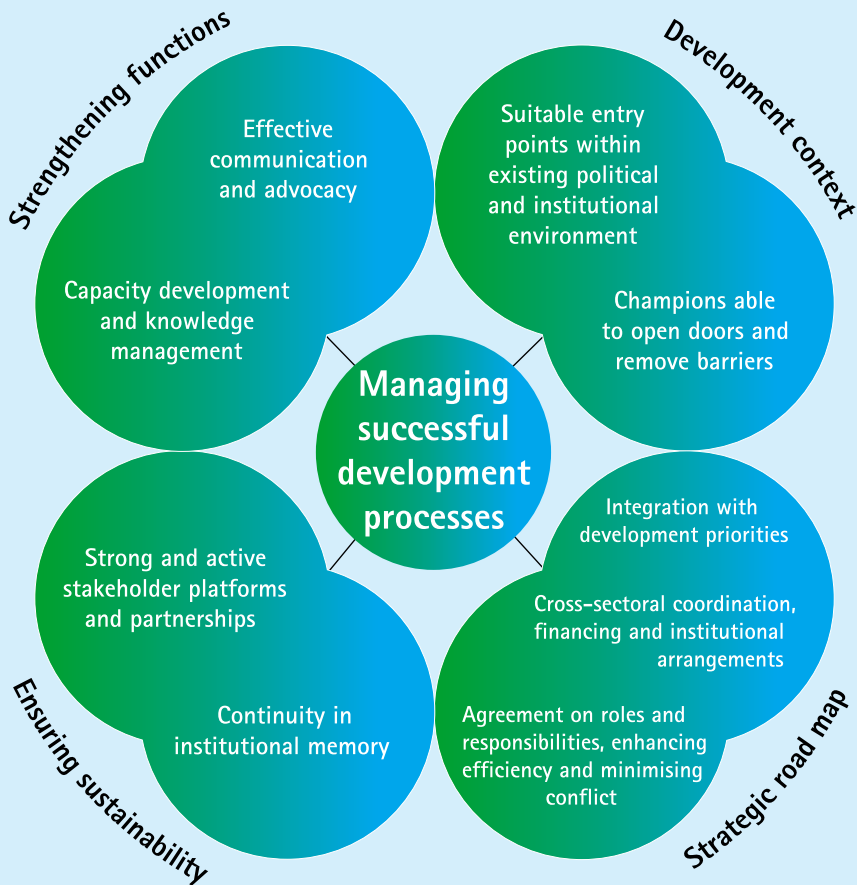 Strengthening functions
Effective
communication
and advocacy
Capacity development
and knowledge
management
Development context
Suitable entry
points within
existing political
and institutional
environment
Champions able
to open doors and
remove barriers
Managing
successful
development
processes
Ensuring sustainability
Strong and active
stakeholder platforms
and partnerships
Continuity in
institutional memory
Strategic road map
Integration with
development priorities
Cross-sectoral coordination,
financing and institutional
arrangements
Agreement on roles and
responsibilities, enhancing
efficiency and minimising
conflict